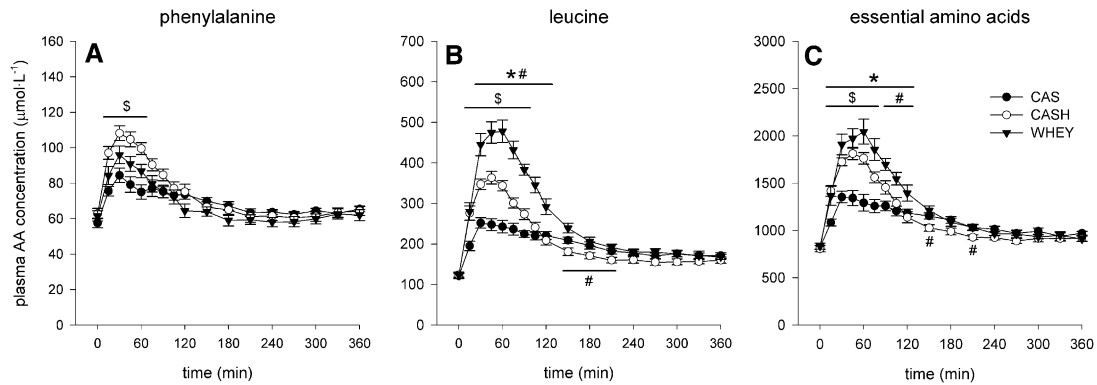 phenylalanine
leucine
essential amino acids
plasma AA concentration (μmol·L⁻¹)
A
$
160
140
120
100
80
60
40
20
0
0 60 120 180 240 300 360
time (min)
B
*#
$
#
700
600
500
400
300
200
100
0 60 120 180 240 300 360
time (min)
C
*
$ #
# #
3000
2500
2000
1500
1000
500
0
0 60 120 180 240 300 360
time (min)
CAS
CASH
WHEY